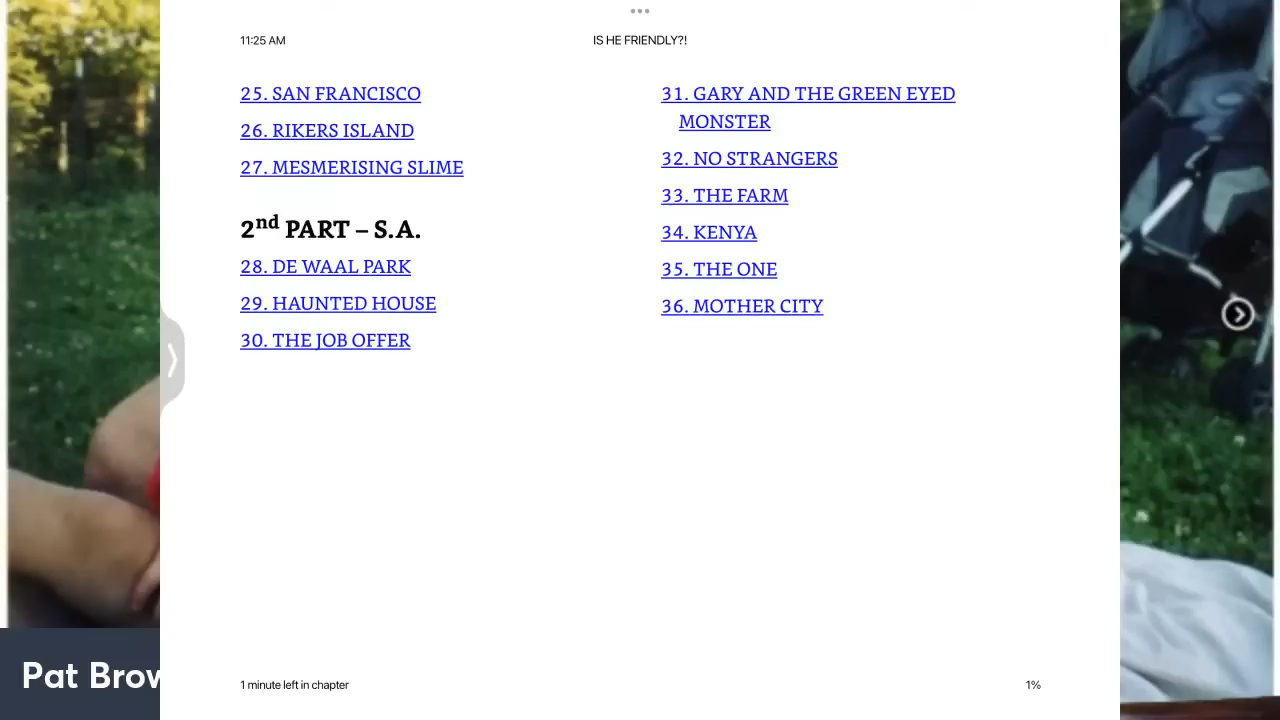 11:25 AM
IS HE FRIENDLY?!
25. SAN FRANCISCO
26. RIKERS ISLAND
27. MESMERISING SLIME
2nd PART – S.A.
28. DE WAAL PARK
29. HAUNTED HOUSE
30. THE JOB OFFER
31. GARY AND THE GREEN EYED
MONSTER
32. NO STRANGERS
33. THE FARM
34. KENYA
35. THE ONE
36. MOTHER CITY
1 minute left in chapter
1%
Pat Brow